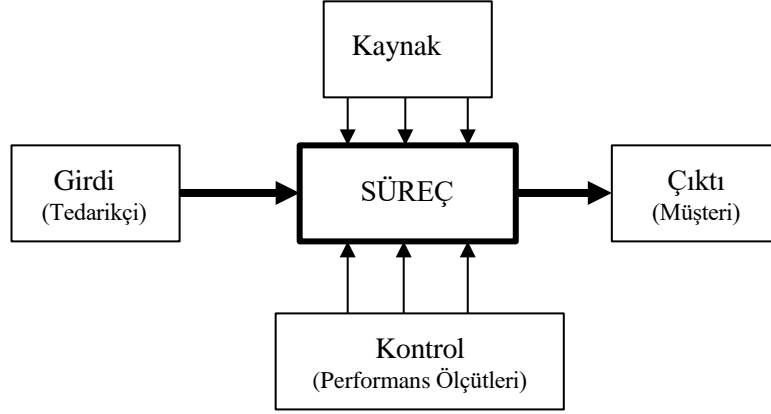 Kaynak
Girdi
(Tedarikçi)
SÜREÇ
Çıktı
(Müşteri)
Kontrol
(Performans Ölçütleri)